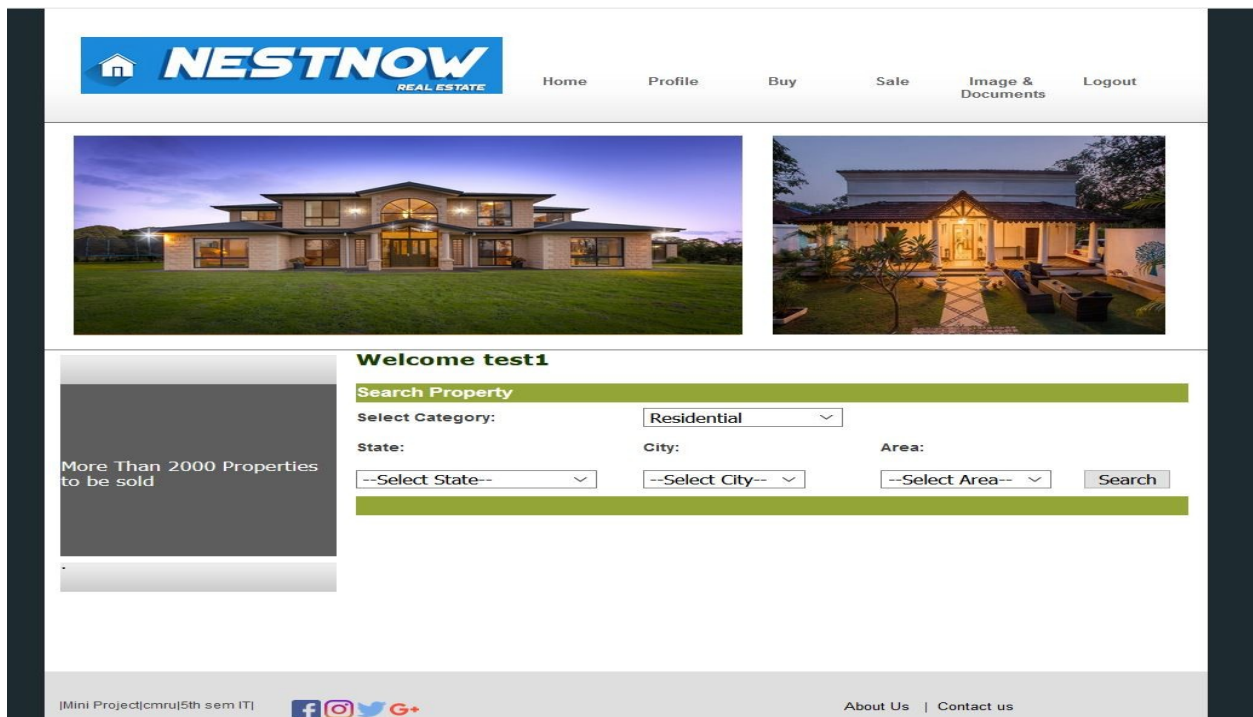 NESTNOW
REAL ESTATE
Home Profile Buy Sale Image & Documents Logout
Welcome test1
Search Property
Select Category: Residential
State: City: Area:
--Select State-- --Select City-- --Select Area-- Search
More Than 2000 Properties
to be sold
.
|Mini Project|cmru|5th sem IT| f G+ About Us | Contact us